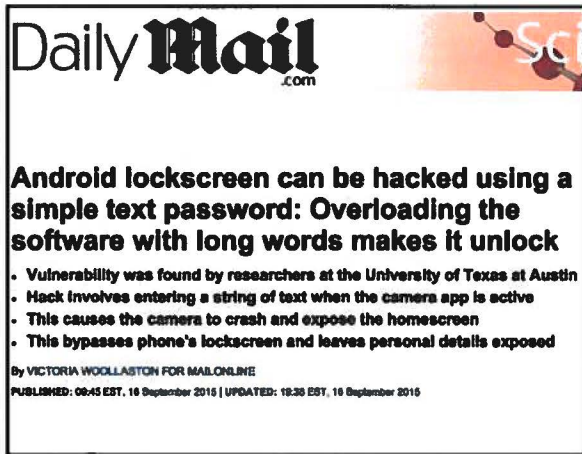 Daily Mail
.com
Sci
Android lockscreen can be hacked using a
simple text password: Overloading the
software with long words makes it unlock
• Vulnerability was found by researchers at the University of Texas at Austin
• Hack involves entering a string of text when the camera app is active
• This causes the camera to crash and expose the homescreen
• This bypasses phone's lockscreen and leaves personal details exposed
By VICTORIA WOOLLASTON FOR MAILONLINE
PUBLISHED: 09:45 EST, 16 September 2015 | UPDATED: 19:36 EST, 16 September 2015